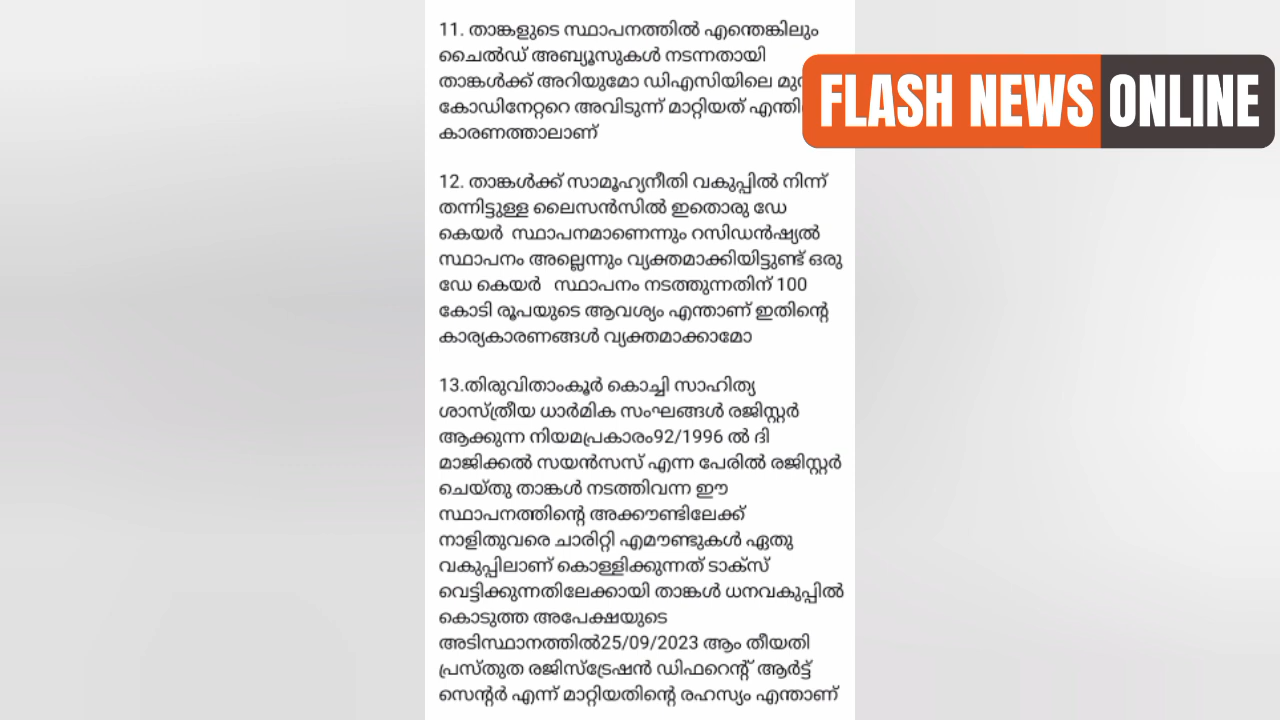 11. താങ്കളുടെ സ്ഥാപനത്തിൽ എന്തെങ്കിലും
ചൈൽഡ് അബ്യൂസുകൾ നടന്നതായി
താങ്കൾക്ക് അറിയുമോ ഡിഎസിയിലെ
കോഡിനേറ്ററെ അവിടുന്ന് മാറ്റിയത്
കാരണത്താലാണ്
FLASH NEWS ONLINE
12. താങ്കൾക്ക് സാമൂഹ്യനീതി വകുപ്പിൽ നിന്ന്
തന്നിട്ടുള്ള ലൈസൻസിൽ ഇതൊരു ഡേ
കെയർ സ്ഥാപനമാണെന്നും റസിഡൻഷ്യൽ
സ്ഥാപനം അല്ലെന്നും വ്യക്തമാക്കിയിട്ടുണ്ട് ഒരു
ഡേ കെയർ സ്ഥാപനം നടത്തുന്നതിന് 100
കോടി രൂപയുടെ ആവശ്യം എന്താണ് ഇതിന്റെ
കാര്യകാരണങ്ങൾ വ്യക്തമാക്കാമോ
13.തിരുവിതാംകൂർ കൊച്ചി സാഹിത്യ
ശാസ്ത്രീയ ധാർമിക സംഘങ്ങൾ രജിസ്റ്റർ
ആക്കുന്ന നിയമപ്രകാരം92/1996 ൽ ദി
മാജിക്കൽ സയൻസസ് എന്ന പേരിൽ രജിസ്റ്റർ
ചെയ്തു താങ്കൾ നടത്തിവന്ന ഈ
സ്ഥാപനത്തിന്റെ അക്കൗണ്ടിലേക്ക്
നാളിതുവരെ ചാരിറ്റി എമൗണ്ടുകൾ ഏതു
വകുപ്പിലാണ് കൊള്ളിക്കുന്നത് ടാക്സ്
വെട്ടിക്കുന്നതിലേക്കായി താങ്കൾ ധനവകുപ്പിൽ
കൊടുത്ത അപേക്ഷയുടെ
അടിസ്ഥാനത്തിൽ25/09/2023 ആം തീയതി
പ്രസ്തുത രജിസ്ട്രേഷൻ ഡിഫറെന്റ് ആർട്ട്
സെന്റർ എന്ന് മാറ്റിയതിന്റെ രഹസ്യം എന്താണ്